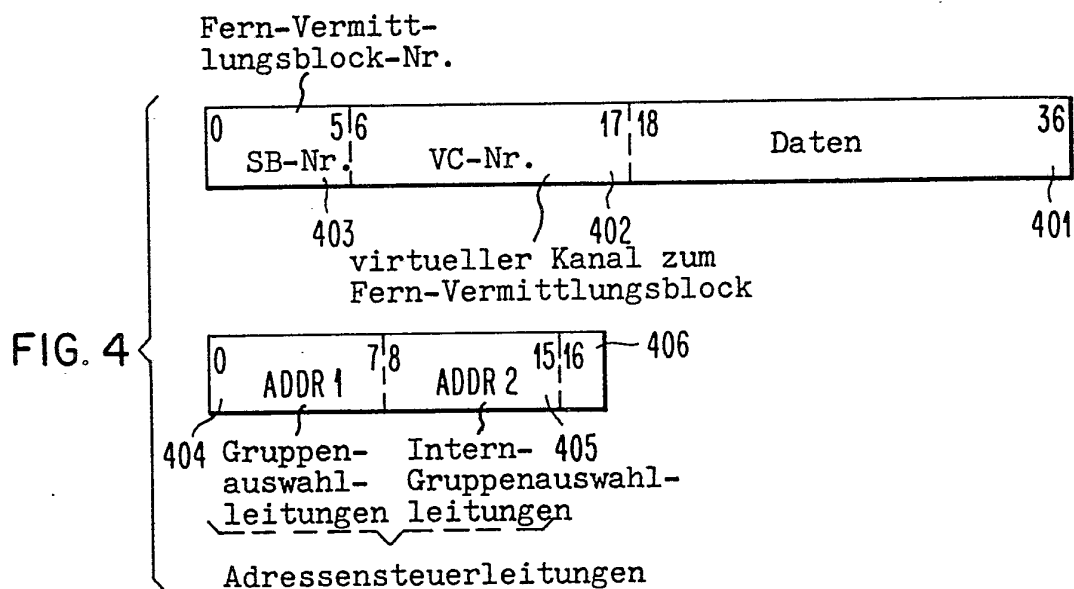 Fern-Vermitt-
lungsblock-Nr.
0 5 6 17 18 36
SB-Nr. VC-Nr. Daten
403 402 401
virtueller Kanal zum
Fern-Vermittlungsblock
FIG. 4
0 7 8 15 16 406
ADDR 1 ADDR 2
404 Gruppen- Intern- 405
auswahl- Gruppenauswahl-
leitungen leitungen
Adressensteuerleitungen